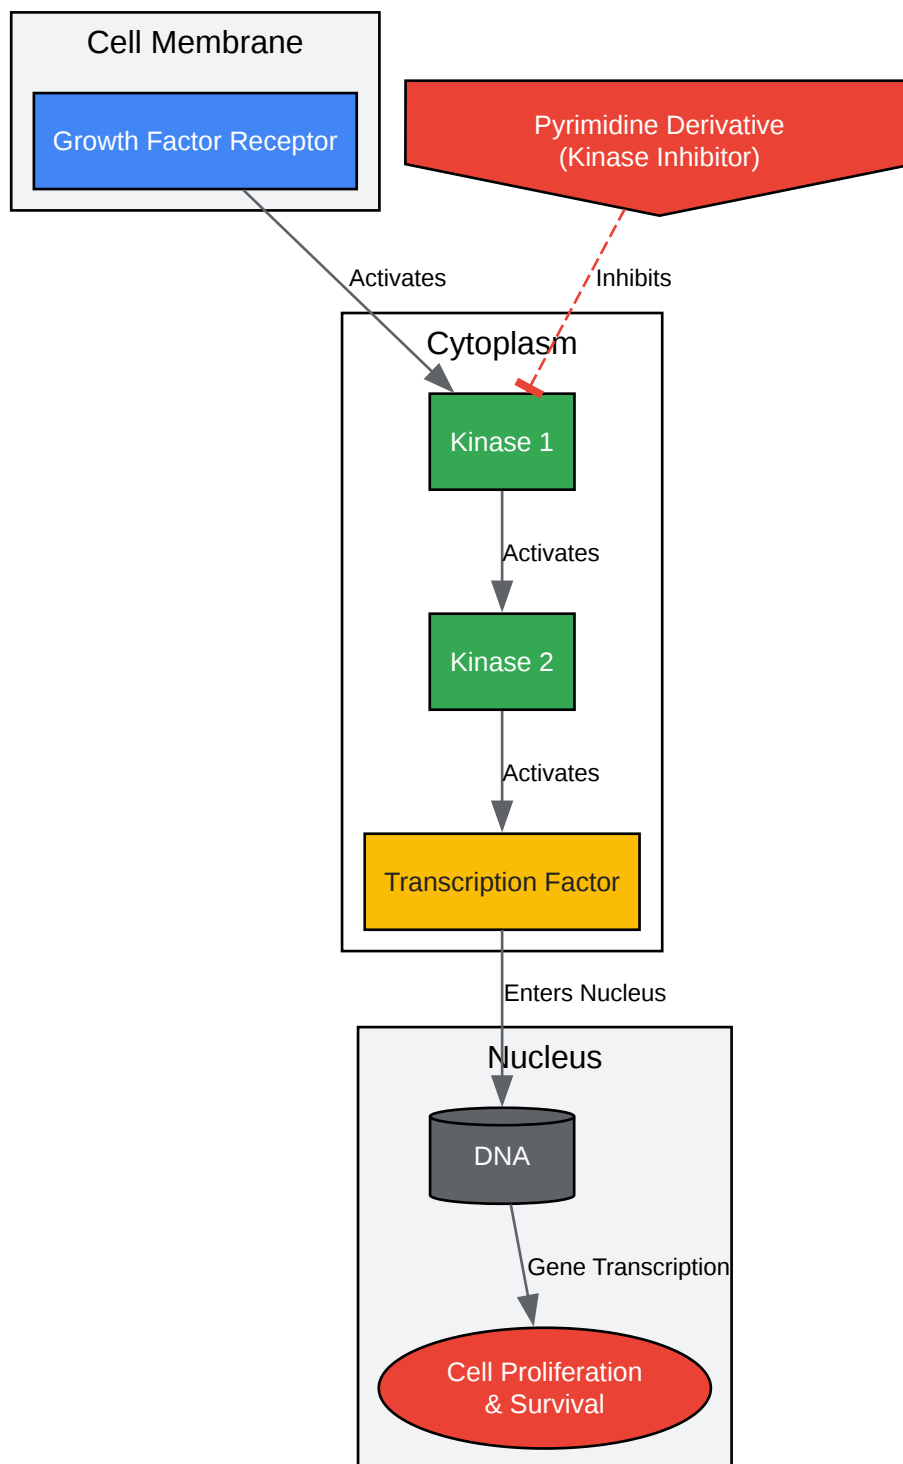 Cell Membrane
Growth Factor Receptor
Pyrimidine Derivative
(Kinase Inhibitor)
Activates
Inhibits
Cytoplasm
Kinase 1
Activates
Kinase 2
Activates
Transcription Factor
Enters Nucleus
Nucleus
DNA
Gene Transcription
Cell Proliferation
& Survival